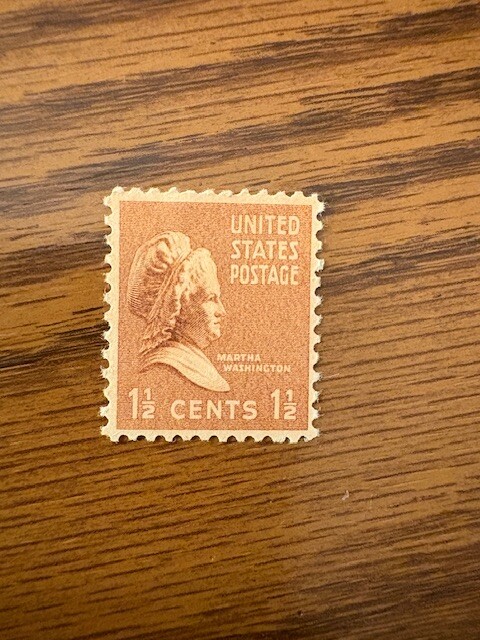 UNITED
STATES
POSTAGE
MARTHA
WASHINGTON
1½ CENTS 1½